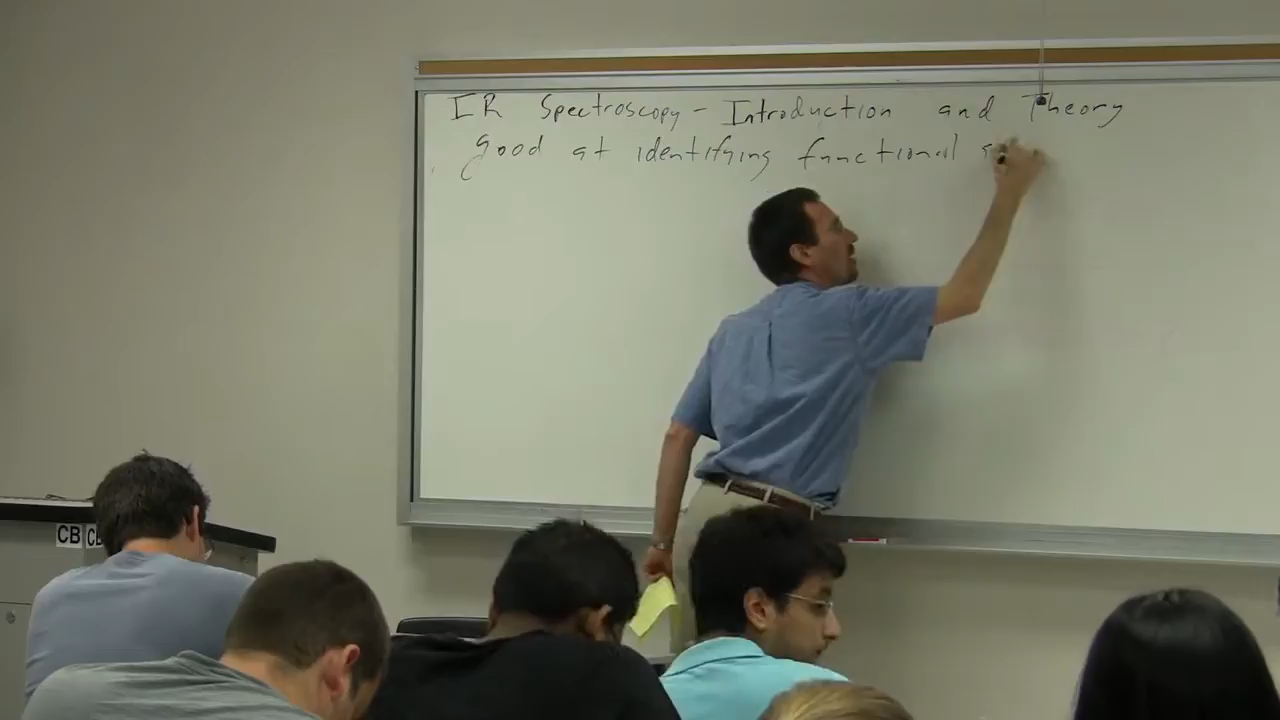 IR Spectroscopy - Introduction and Theory
good at identifying functional
CB CB